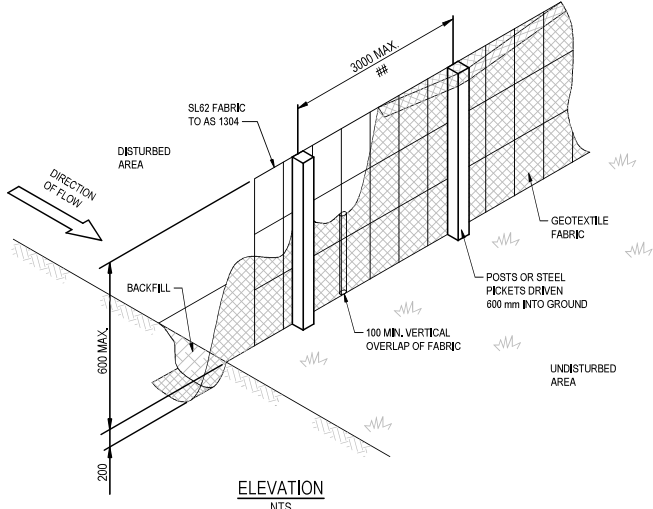 3000 MAX.
##
SL62 FABRIC
TO AS 1304
DISTURBED
AREA
DIRECTION
OF FLOW
GEOTEXTILE
FABRIC
BACKFILL
POSTS OR STEEL
PICKETS DRIVEN
600 mm INTO GROUND
600 MAX.
100 MIN. VERTICAL
OVERLAP OF FABRIC
UNDISTURBED
AREA
200
ELEVATION
NTS